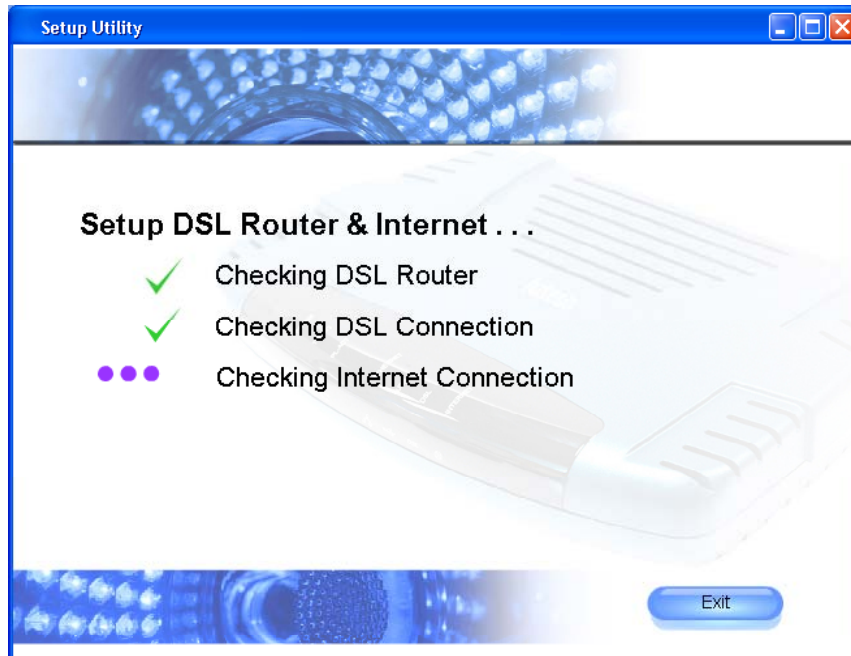 Setup Utility
Setup DSL Router & Internet . . .
Checking DSL Router
Checking DSL Connection
Checking Internet Connection
Exit